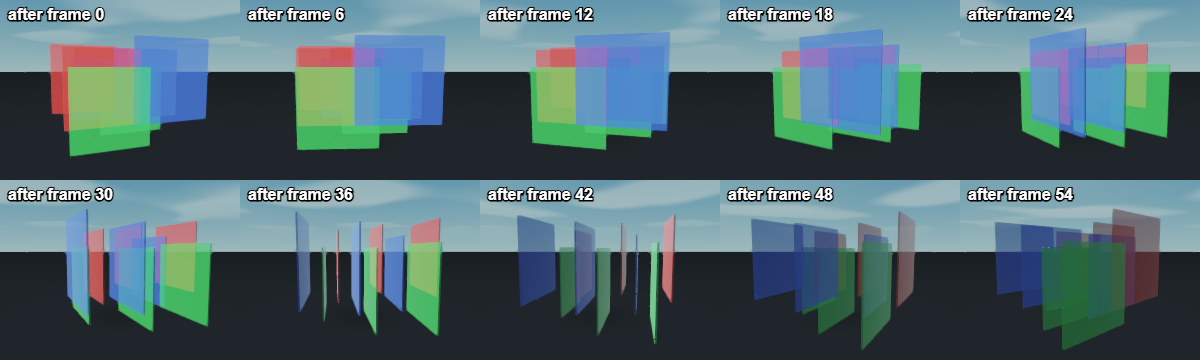 after frame 0
after frame 6
after frame 12
after frame 18
after frame 24
after frame 30
after frame 36
after frame 42
after frame 48
after frame 54